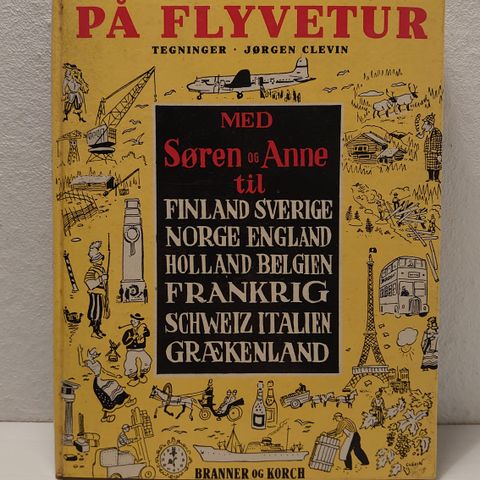 PÅ FLYVETUR
TEGNINGER · JØRGEN CLEVIN
MED
Søren OG Anne
til
FINLAND SVERIGE
NORGE ENGLAND
HOLLAND BELGIEN
FRANKRIG
SCHWEIZ ITALIEN
GRÆKENLAND
CLEVIN
BRANNER OG KORCH